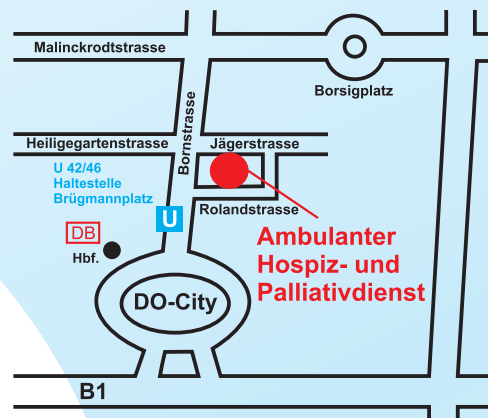 Malinckrodtstrasse
Borsigplatz
Bornstrasse
Heiligegartenstrasse
Jägerstrasse
U 42/46
Haltestelle
Brügmannplatz
U
Rolandstrasse
DB
Hbf.
Ambulanter
Hospiz- und
Palliativdienst
DO-City
B1